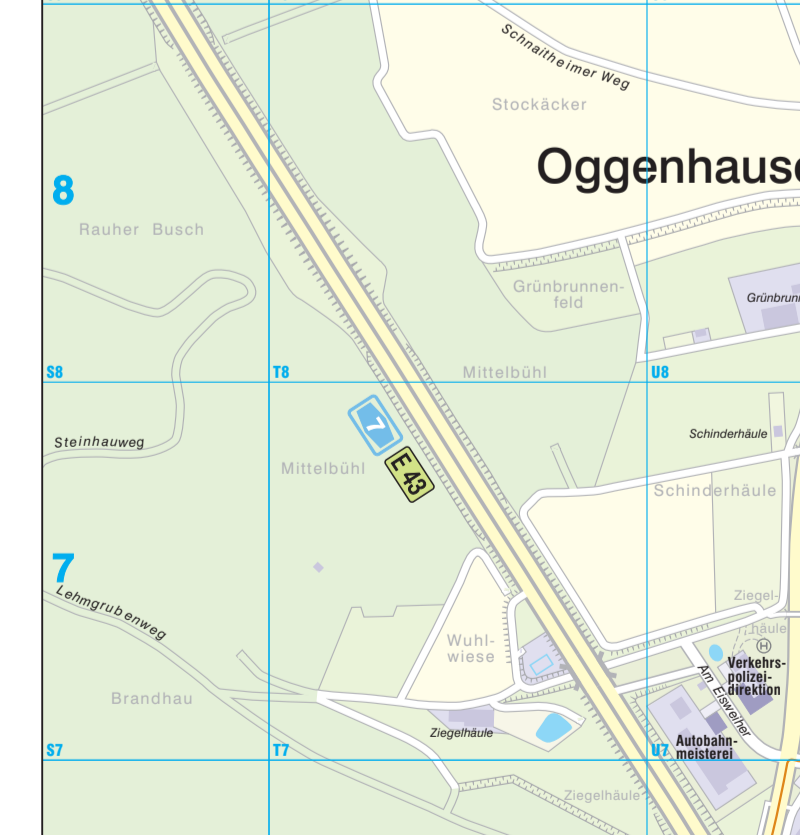 Schnaitheimer Weg
Stockäcker
Oggenhause
8
Rauher Busch
Grünbrunnen-
feld
Grünbrunn
S8
T8
Mittelbühl
U8
7
E 43
Schinderhäule
Steinhauweg
Mittelbühl
Schinderhäule
7
Lehmgrubenweg
Ziegel-
häule
H
Wuhl-
wiese
Verkehrs-
polizei-
direktion
Am Eisweiher
Brandhau
Ziegelhäule
Autobahn-
meisterei
S7
T7
U7
Ziegelhäule